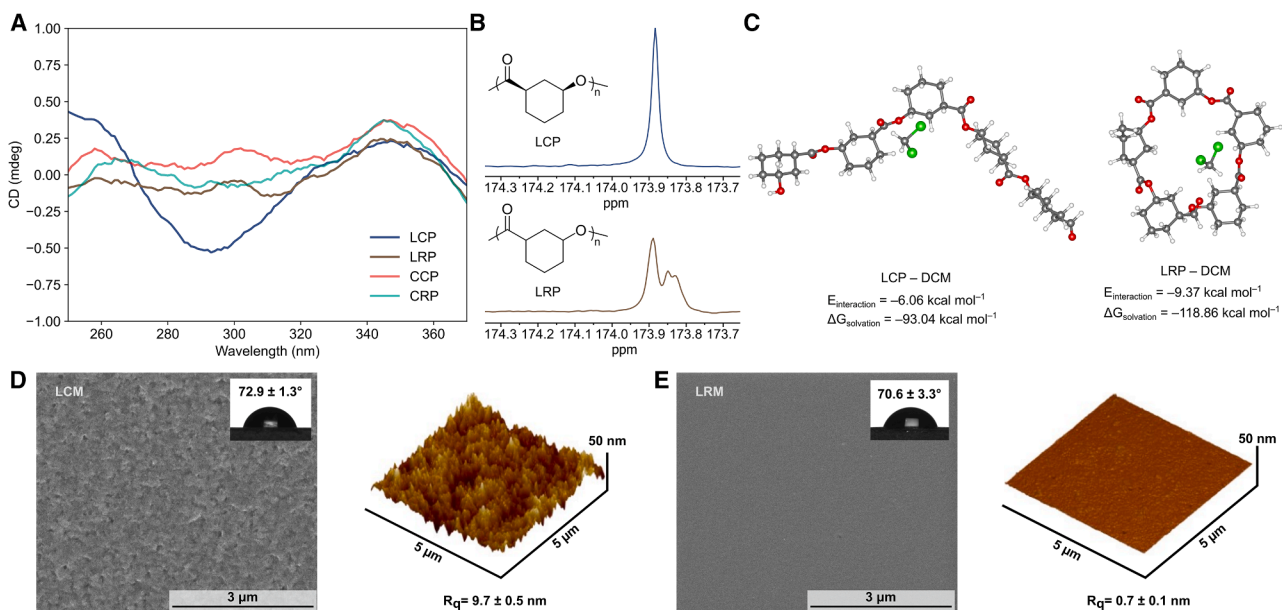 A
CD (mdeg)
1.00
0.75
0.50
0.25
0.00
−0.25
−0.50
−0.75
−1.00
260 280 300 320 340 360
Wavelength (nm)
LCP
LRP
CCP
CRP
B
O
O
n
LCP
174.3 174.2 174.1 174.0 173.9 173.8 173.7
ppm
O
O
n
LRP
174.3 174.2 174.1 174.0 173.9 173.8 173.7
ppm
C
LCP – DCM
E interaction = –6.06 kcal mol⁻¹
ΔG solvation = –93.04 kcal mol⁻¹
LRP – DCM
E interaction = –9.37 kcal mol⁻¹
ΔG solvation = –118.86 kcal mol⁻¹
D
LCM
72.9 ± 1.3°
3 µm
50 nm
5 µm
5 µm
Rq= 9.7 ± 0.5 nm
E
LRM
70.6 ± 3.3°
3 µm
50 nm
5 µm
5 µm
Rq= 0.7 ± 0.1 nm